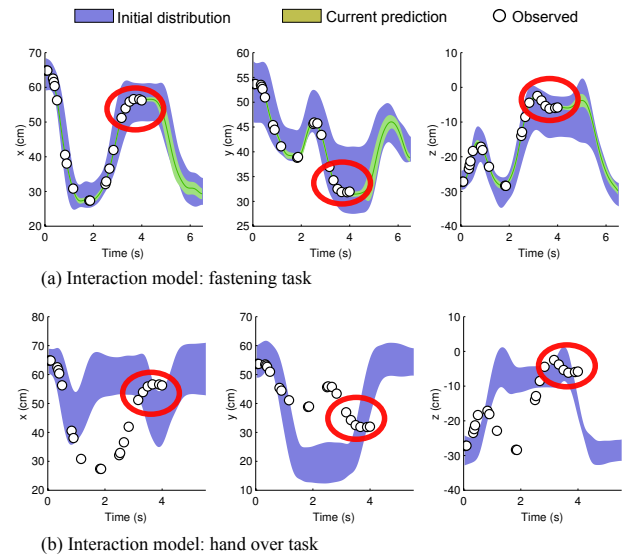 Initial distribution Current prediction Observed
70
60
50
40
30
20
x (cm)
0 2 4 6
Time (s)
60
55
50
45
40
35
30
25
y (cm)
0 2 4 6
Time (s)
10
0
-10
-20
-30
-40
z (cm)
0 2 4 6
Time (s)
(a) Interaction model: fastening task
90
80
70
60
50
40
30
20
x (cm)
0 2 4
Time (s)
70
60
50
40
30
20
10
y (cm)
0 2 4
Time (s)
10
0
-10
-20
-30
-40
z (cm)
0 2 4
Time (s)
(b) Interaction model: hand over task